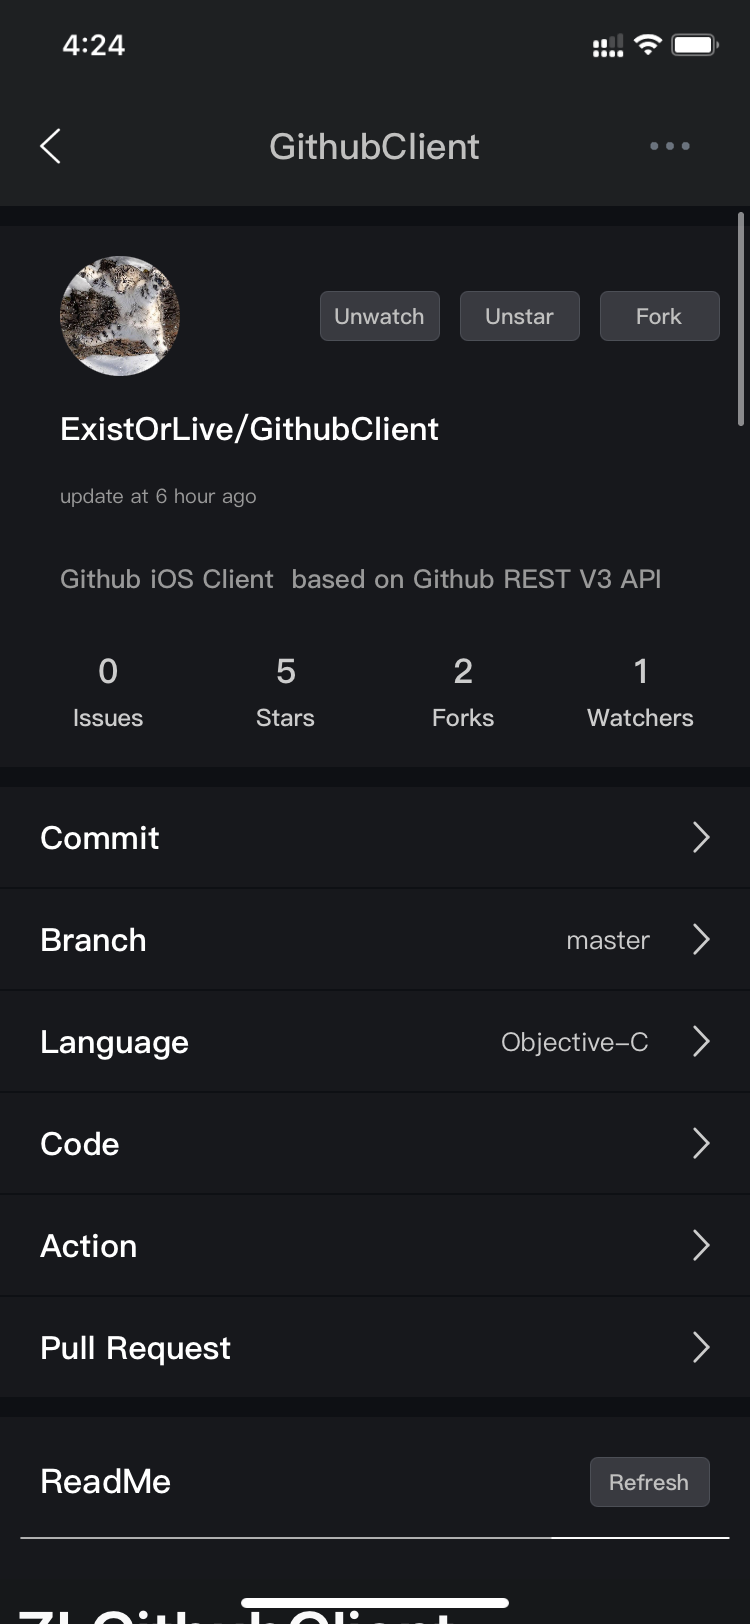 4:24
GithubClient
Unwatch
Unstar
Fork
ExistOrLive/GithubClient
update at 6 hour ago
Github iOS Client  based on Github REST V3 API
0
5
2
1
Issues
Stars
Forks
Watchers
Commit
Branch master
Language Objective-C
Code
Action
Pull Request
ReadMe
Refresh